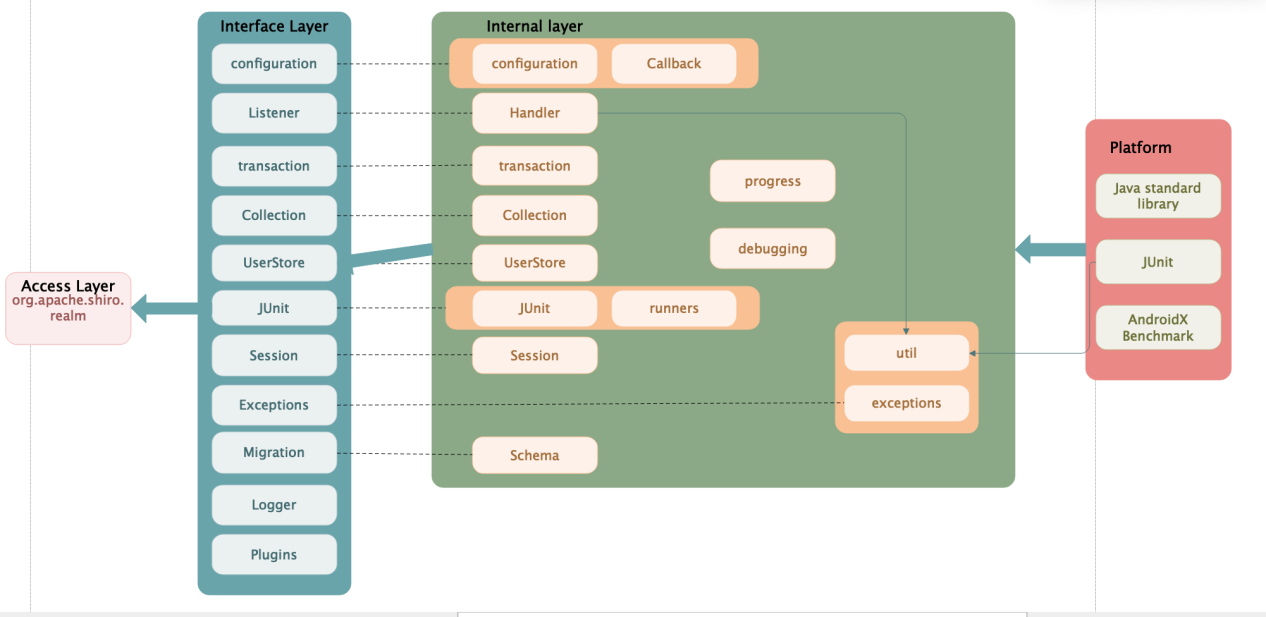 Interface Layer
configuration
Listener
transaction
Collection
UserStore
JUnit
Session
Exceptions
Migration
Logger
Plugins
Internal layer
configuration
Callback
Handler
transaction
Collection
UserStore
JUnit
runners
Session
Schema
progress
debugging
util
exceptions
Platform
Java standard
library
JUnit
AndroidX
Benchmark
Access Layer
org.apache.shiro.
realm